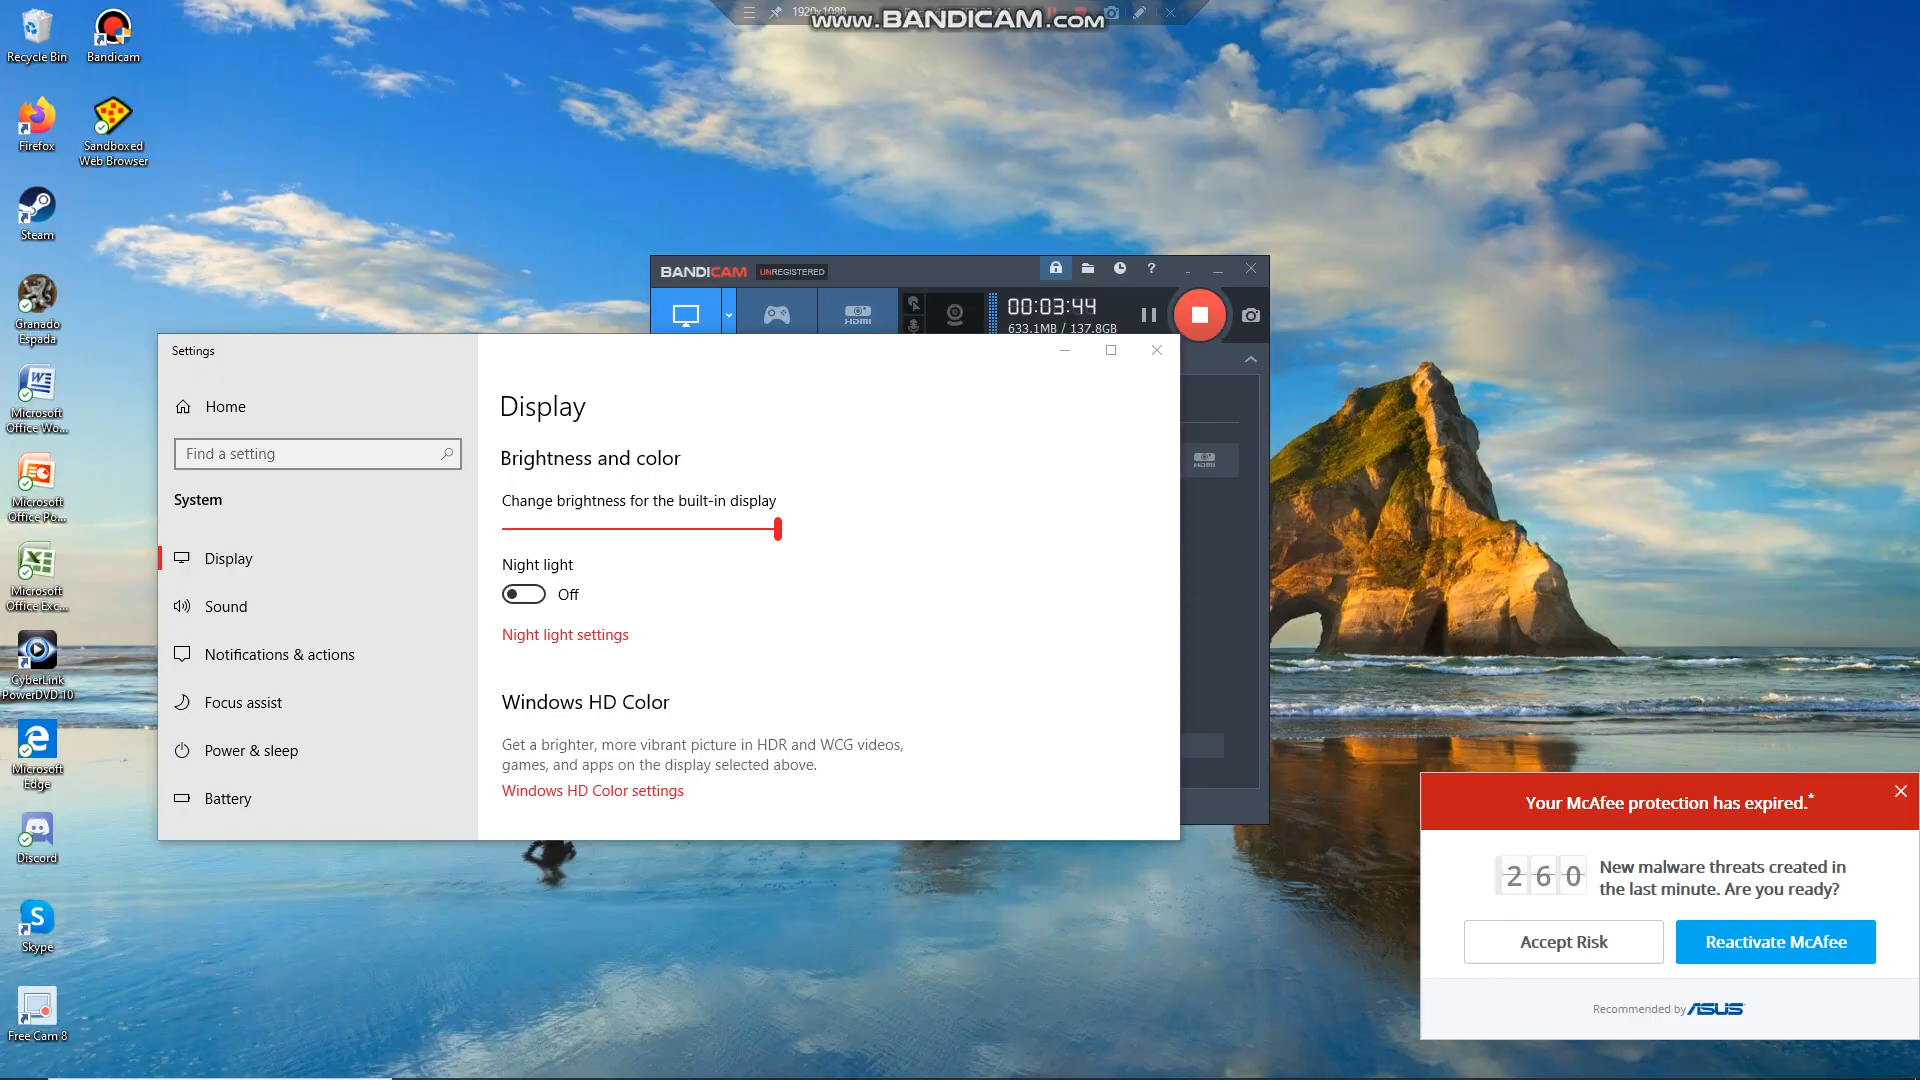 1920x1080
www.BANDICAM.com
Recycle Bin
Bandicam
Firefox
Sandboxed
Web Browser
Steam
Granado
Espada
Microsoft
Office Wo...
Microsoft
Office Po...
Microsoft
Office Exc...
CyberLink
PowerDVD 10
Microsoft
Edge
Discord
Skype
Free Cam 8
BANDICAM UNREGISTERED
?
HDMI
00:03:44
633.1MB / 137.8GB
HDMI
Settings
Home
Find a setting
System
Display
Sound
Notifications & actions
Focus assist
Power & sleep
Battery
Display
Brightness and color
Change brightness for the built-in display
Night light
Off
Night light settings
Windows HD Color
Get a brighter, more vibrant picture in HDR and WCG videos,
games, and apps on the display selected above.
Windows HD Color settings
Your McAfee protection has expired.*
260
New malware threats created in
the last minute. Are you ready?
Accept Risk
Reactivate McAfee
Recommended by ASUS